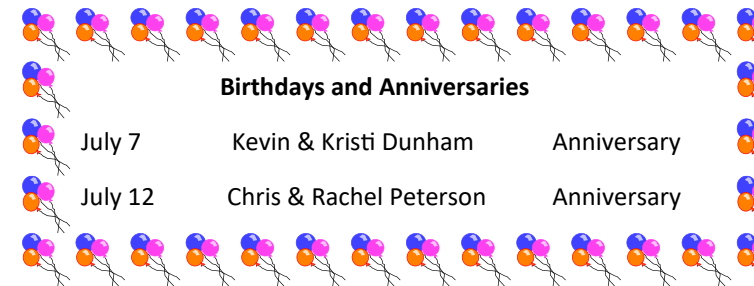 Birthdays and Anniversaries
July 7 Kevin & Kristi Dunham Anniversary
July 12 Chris & Rachel Peterson Anniversary